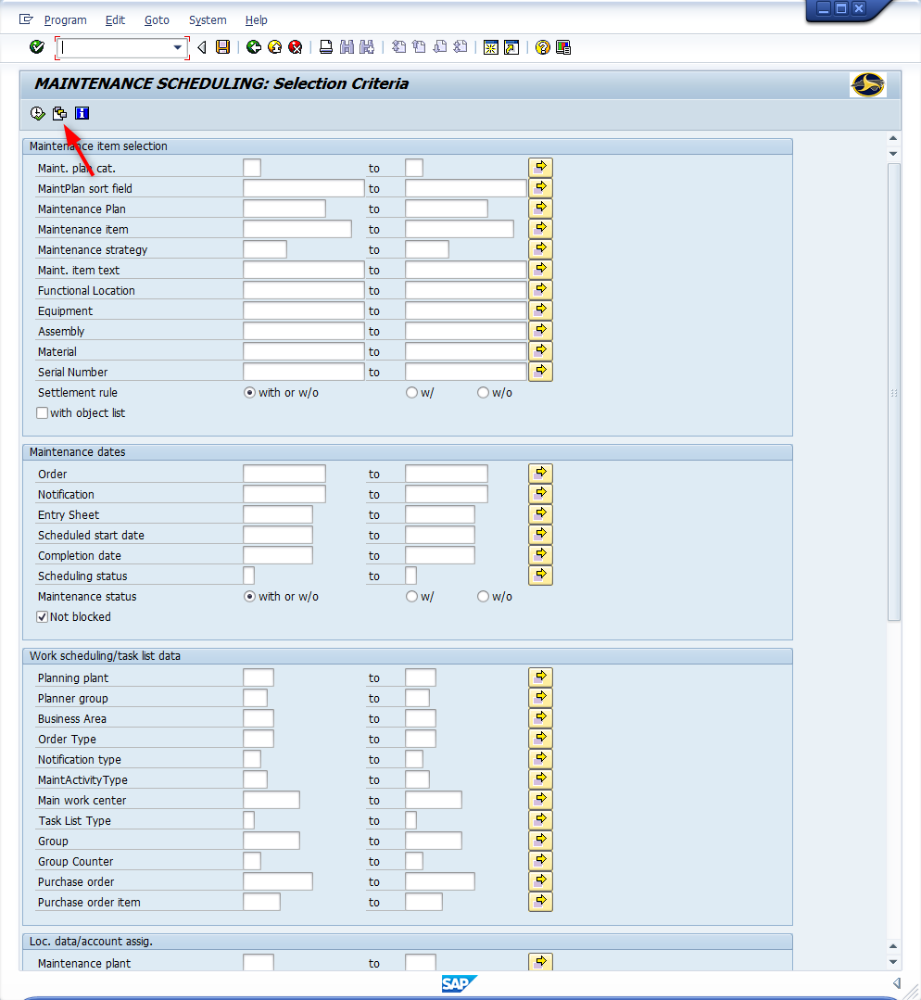 Program Edit Goto System Help
MAINTENANCE SCHEDULING: Selection Criteria
Maintenance item selection
Maint. plan cat. to
MaintPlan sort field to
Maintenance Plan to
Maintenance item to
Maintenance strategy to
Maint. item text to
Functional Location to
Equipment to
Assembly to
Material to
Serial Number to
Settlement rule with or w/o w/ w/o
with object list
Maintenance dates
Order to
Notification to
Entry Sheet to
Scheduled start date to
Completion date to
Scheduling status to
Maintenance status with or w/o w/ w/o
Not blocked
Work scheduling/task list data
Planning plant to
Planner group to
Business Area to
Order Type to
Notification type to
MaintActivityType to
Main work center to
Task List Type to
Group to
Group Counter to
Purchase order to
Purchase order item to
Loc. data/account assig.
Maintenance plant to
SAP